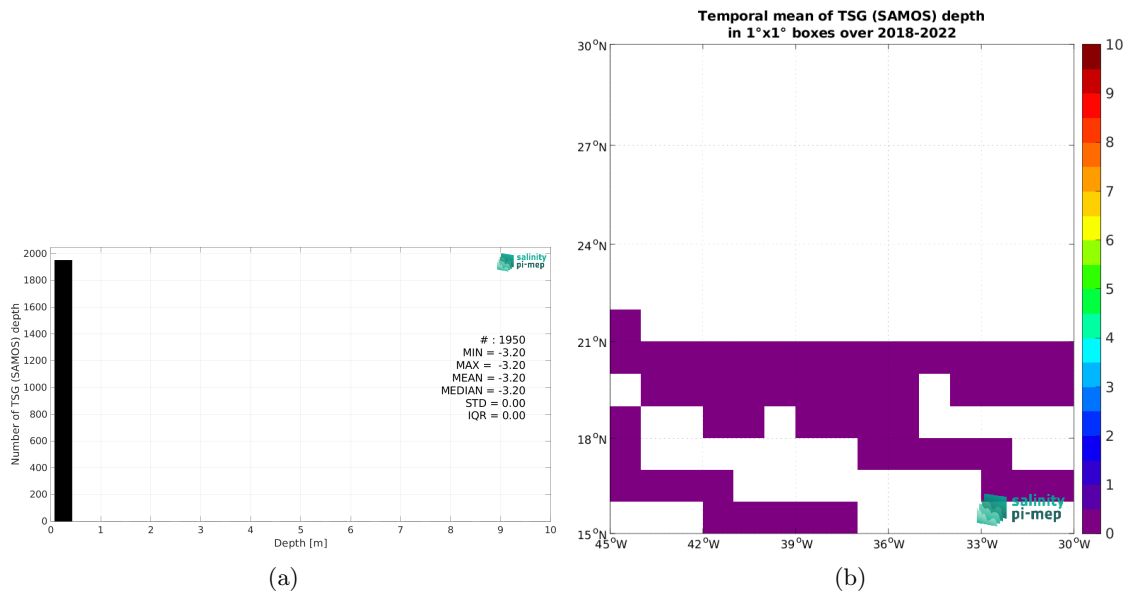 Temporal mean of TSG (SAMOS) depth
in 1°x1° boxes over 2018-2022
30°N
27°N
24°N
21°N
18°N
15°N
45°W
42°W
39°W
36°W
33°W
30°W
10
9
8
7
6
5
4
3
2
1
0
salinity
pi-mep
Number of TSG (SAMOS) depth
2000
1800
1600
1400
1200
1000
800
600
400
200
0
0
1
2
3
4
5
6
7
8
9
10
Depth [m]
salinity
pi-mep
# : 1950
MIN = -3.20
MAX = -3.20
MEAN = -3.20
MEDIAN = -3.20
STD = 0.00
IQR = 0.00
(a)
(b)